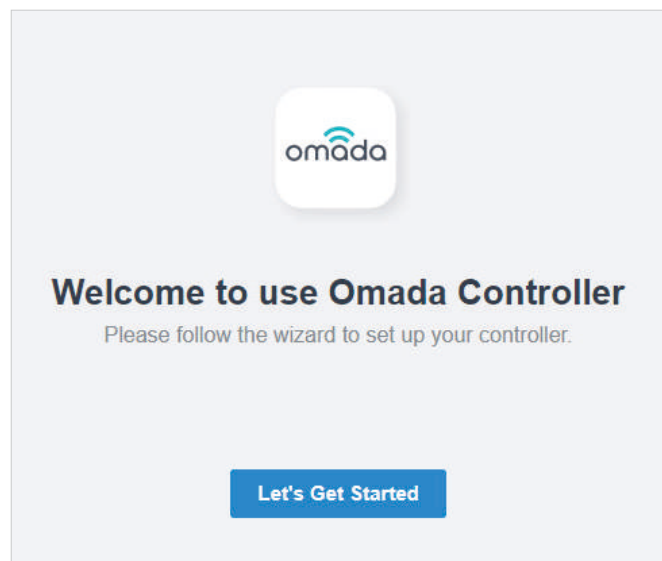 omada
Welcome to use Omada Controller
Please follow the wizard to set up your controller.
Let's Get Started